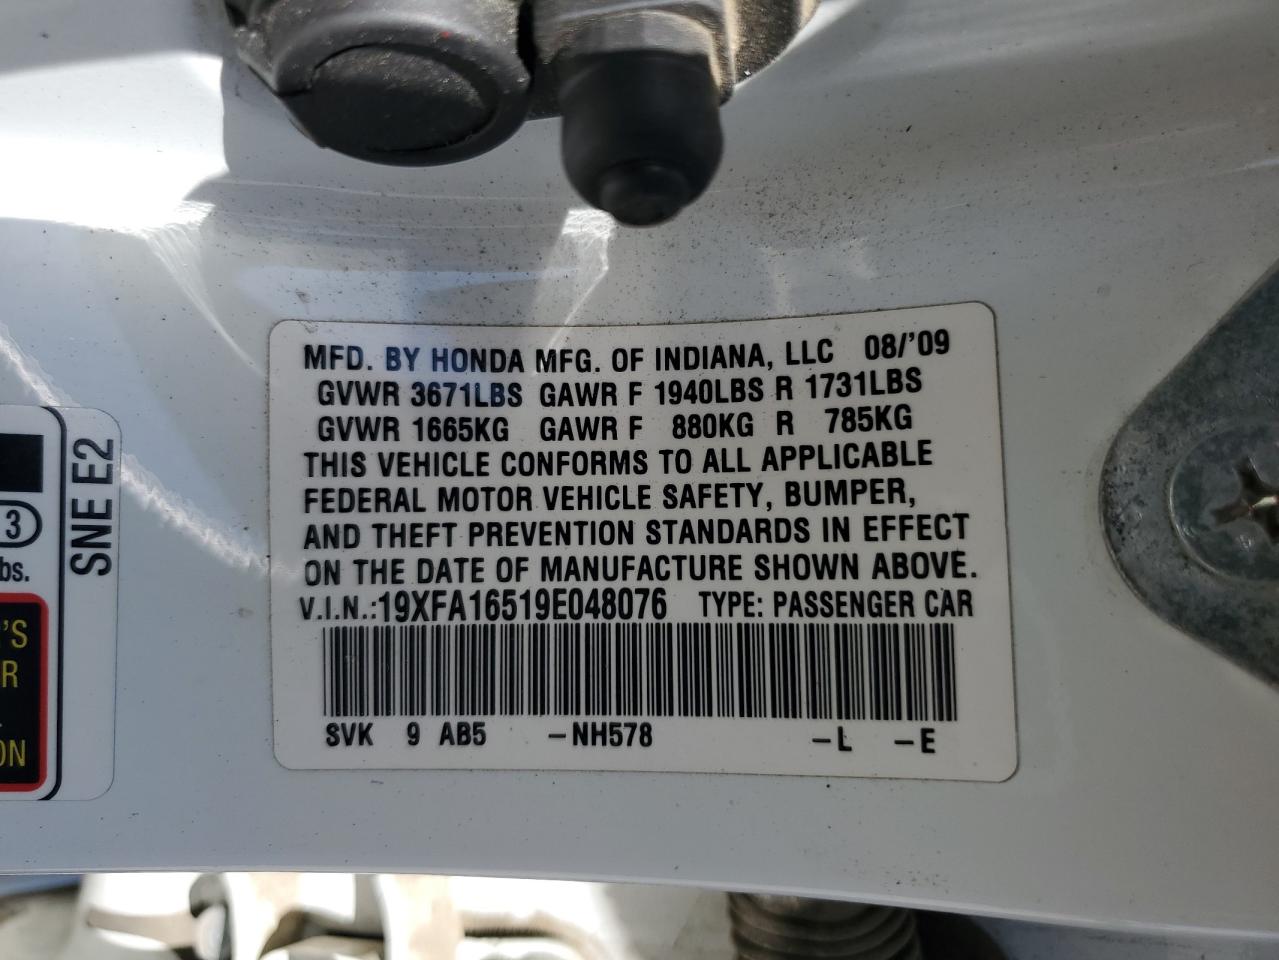 MFD. BY HONDA MFG. OF INDIANA, LLC 08/'09
GVWR 3671LBS GAWR F 1940LBS R 1731LBS
GVWR 1665KG GAWR F 880KG R 785KG
THIS VEHICLE CONFORMS TO ALL APPLICABLE
FEDERAL MOTOR VEHICLE SAFETY, BUMPER,
AND THEFT PREVENTION STANDARDS IN EFFECT
ON THE DATE OF MANUFACTURE SHOWN ABOVE.
V.I.N.:19XFA16519E048076 TYPE: PASSENGER CAR
SVK 9 AB5 -NH578 -L -E
SNE E2
3